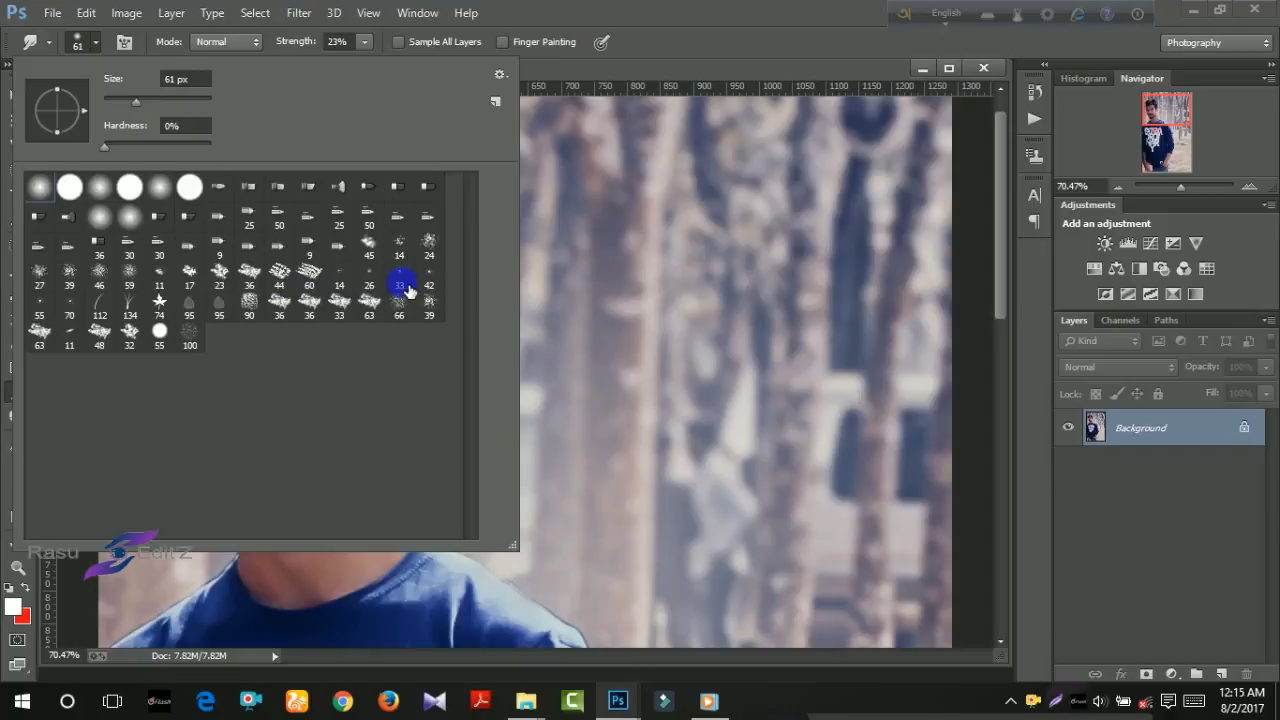 Ps File Edit Image Layer Type Select Filter 3D View Window Help English
61 Mode: Normal Strength: 23% Sample All Layers Finger Painting Photography
Size: 61 px
Hardness: 0%
650 700 750 800 850 900 950 1000 1050 1100 1150 1200 1250 1300
Histogram Navigator
70.47%
Adjustments
Add an adjustment
25 50 25 50
36 30 30 9 9 45 14 24
27 39 46 59 11 17 23 36 44 60 14 26 33 42
55 70 112 134 74 95 95 90 36 36 33 63 66 39
63 11 48 32 55 100
Layers Channels Paths
Kind
Normal Opacity: 100%
Lock: Fill: 100%
Background
Rasu Edit'Z
70.47% Doc: 7.82M/7.82M
12:15 AM
8/2/2017